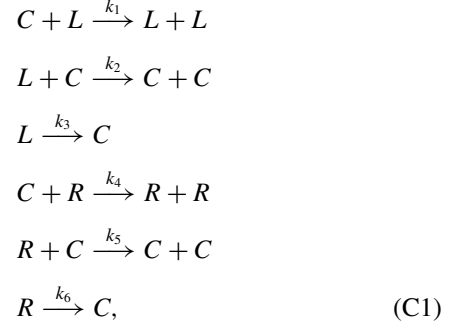 C + L \xrightarrow{k_1} L + L
L + C \xrightarrow{k_2} C + C
L \xrightarrow{k_3} C
C + R \xrightarrow{k_4} R + R
R + C \xrightarrow{k_5} C + C
R \xrightarrow{k_6} C, (C1)